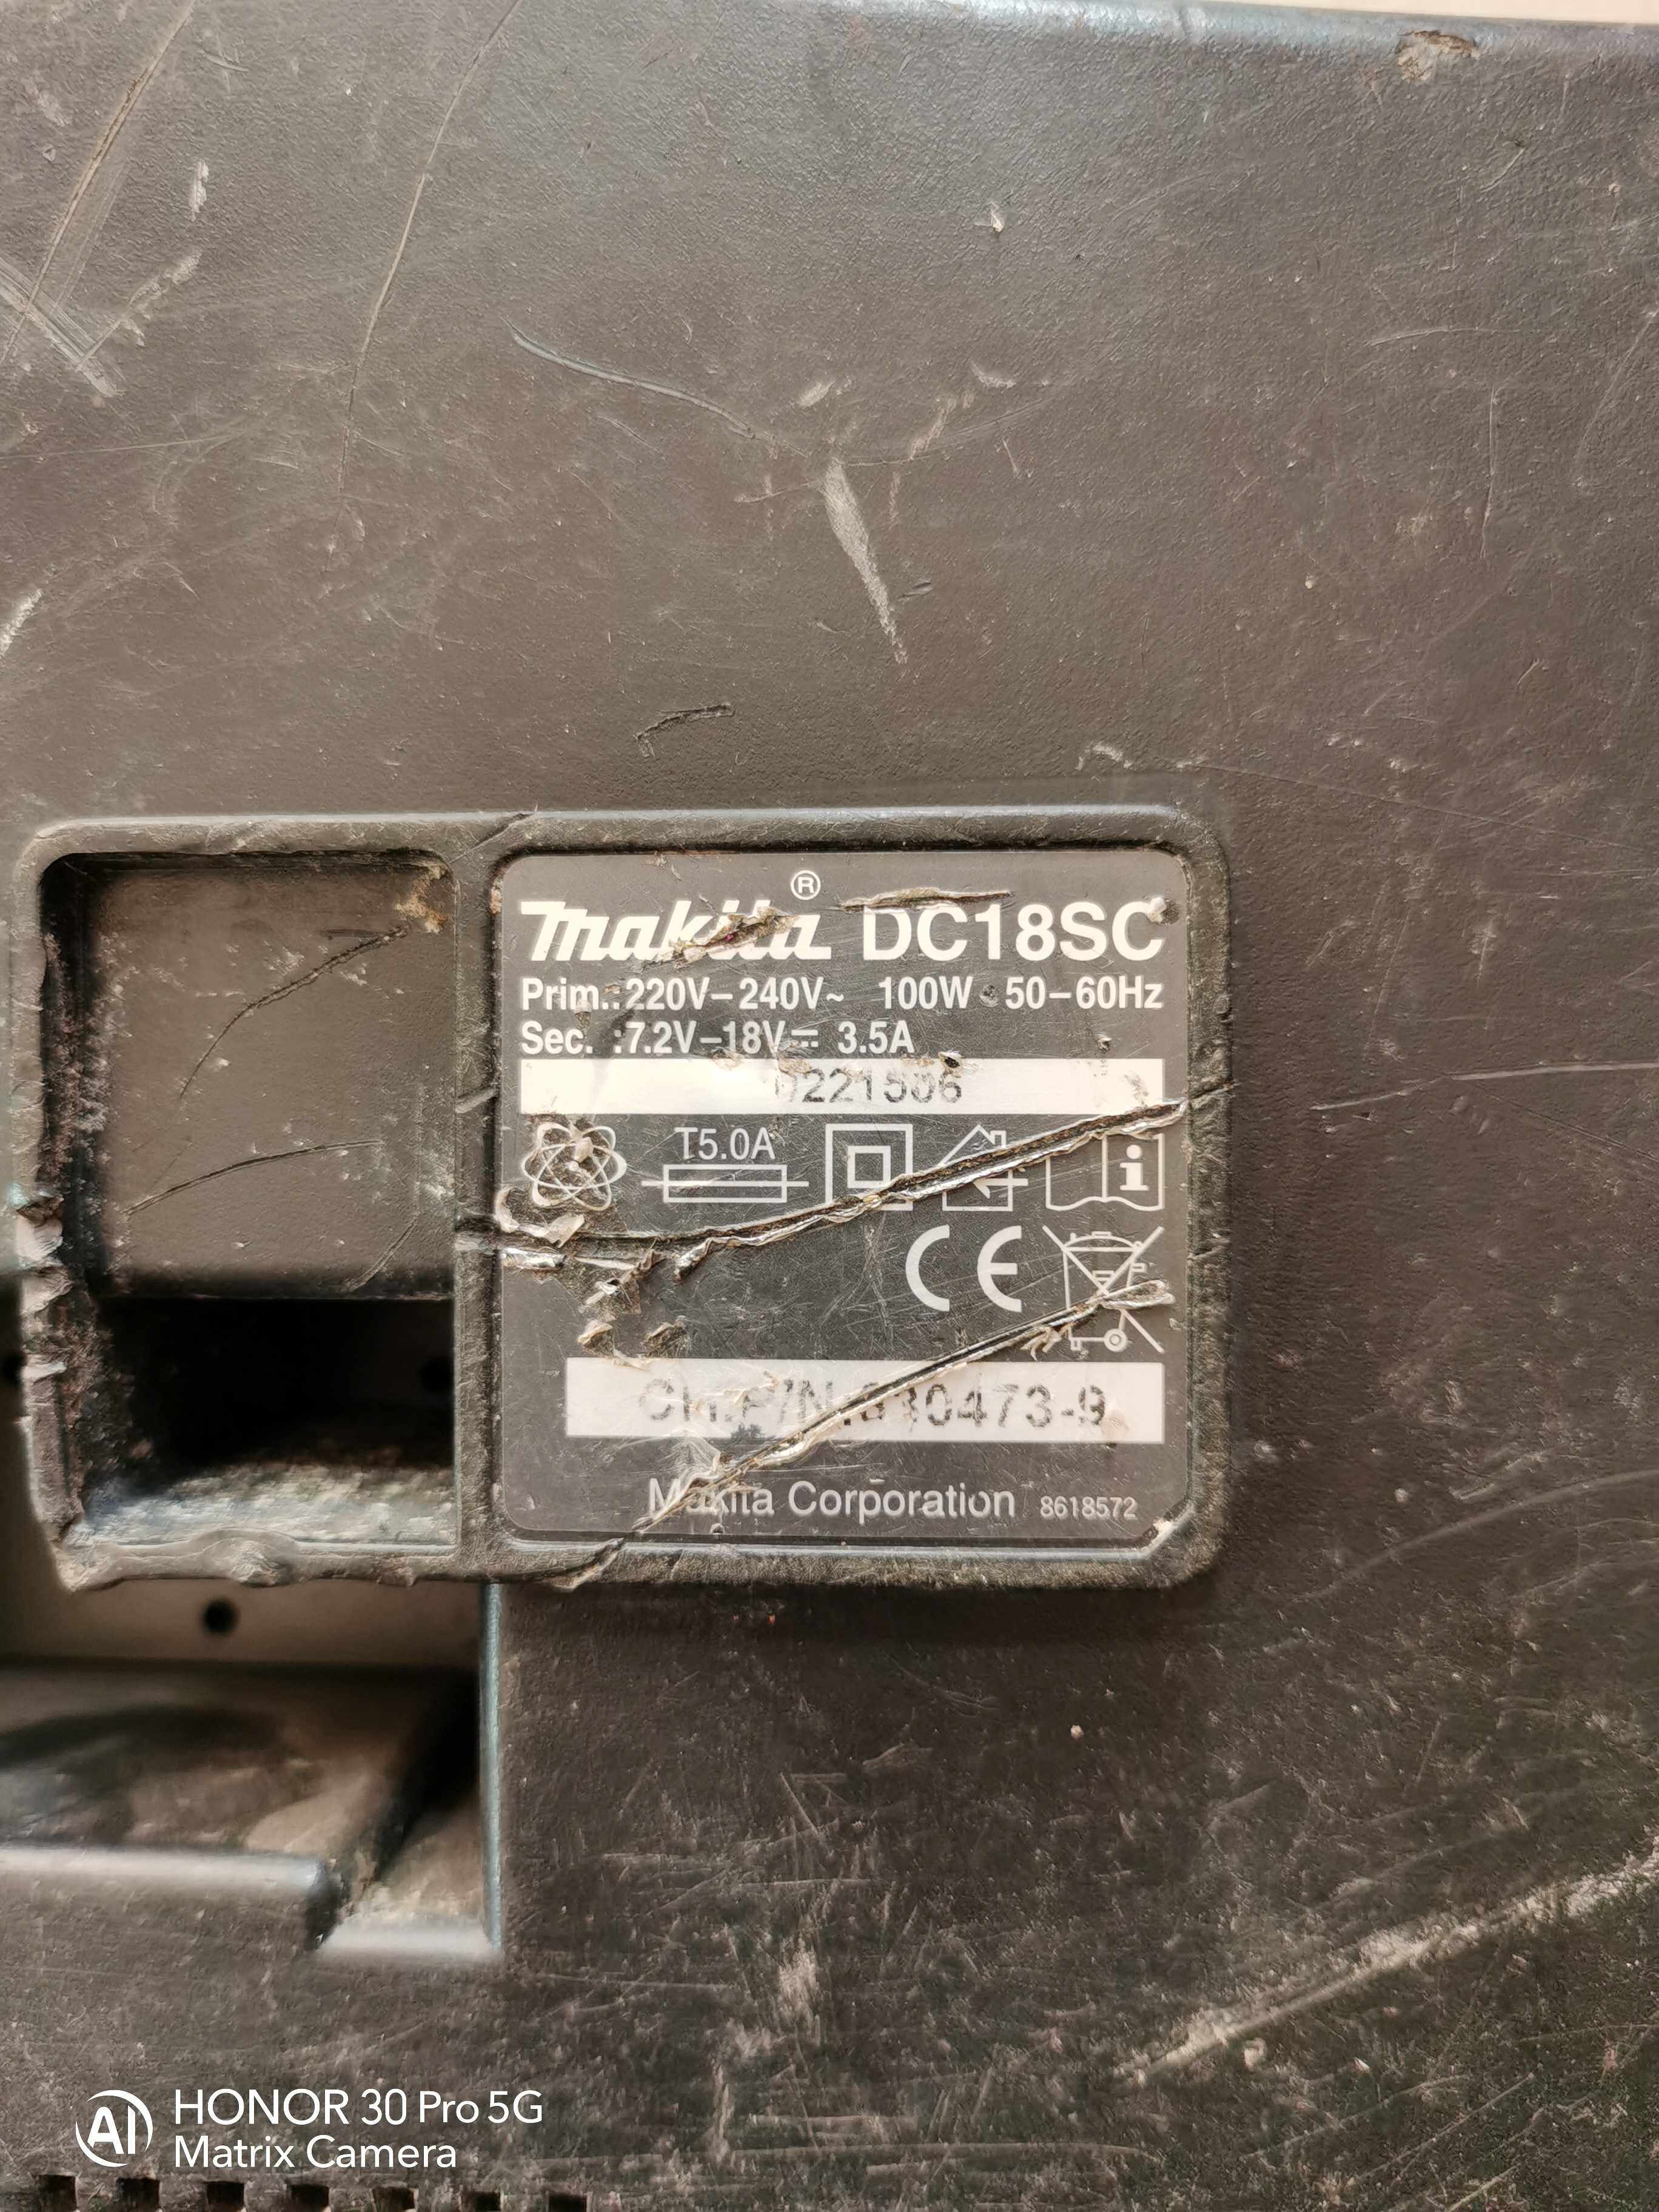 makita® DC18SC
Prim.:220V–240V~ 100W 50–60Hz
Sec. :7.2V–18V⎓ 3.5A
T5.0A
i
CE
Makita Corporation 8618572
HONOR 30 Pro 5G
AI
Matrix Camera